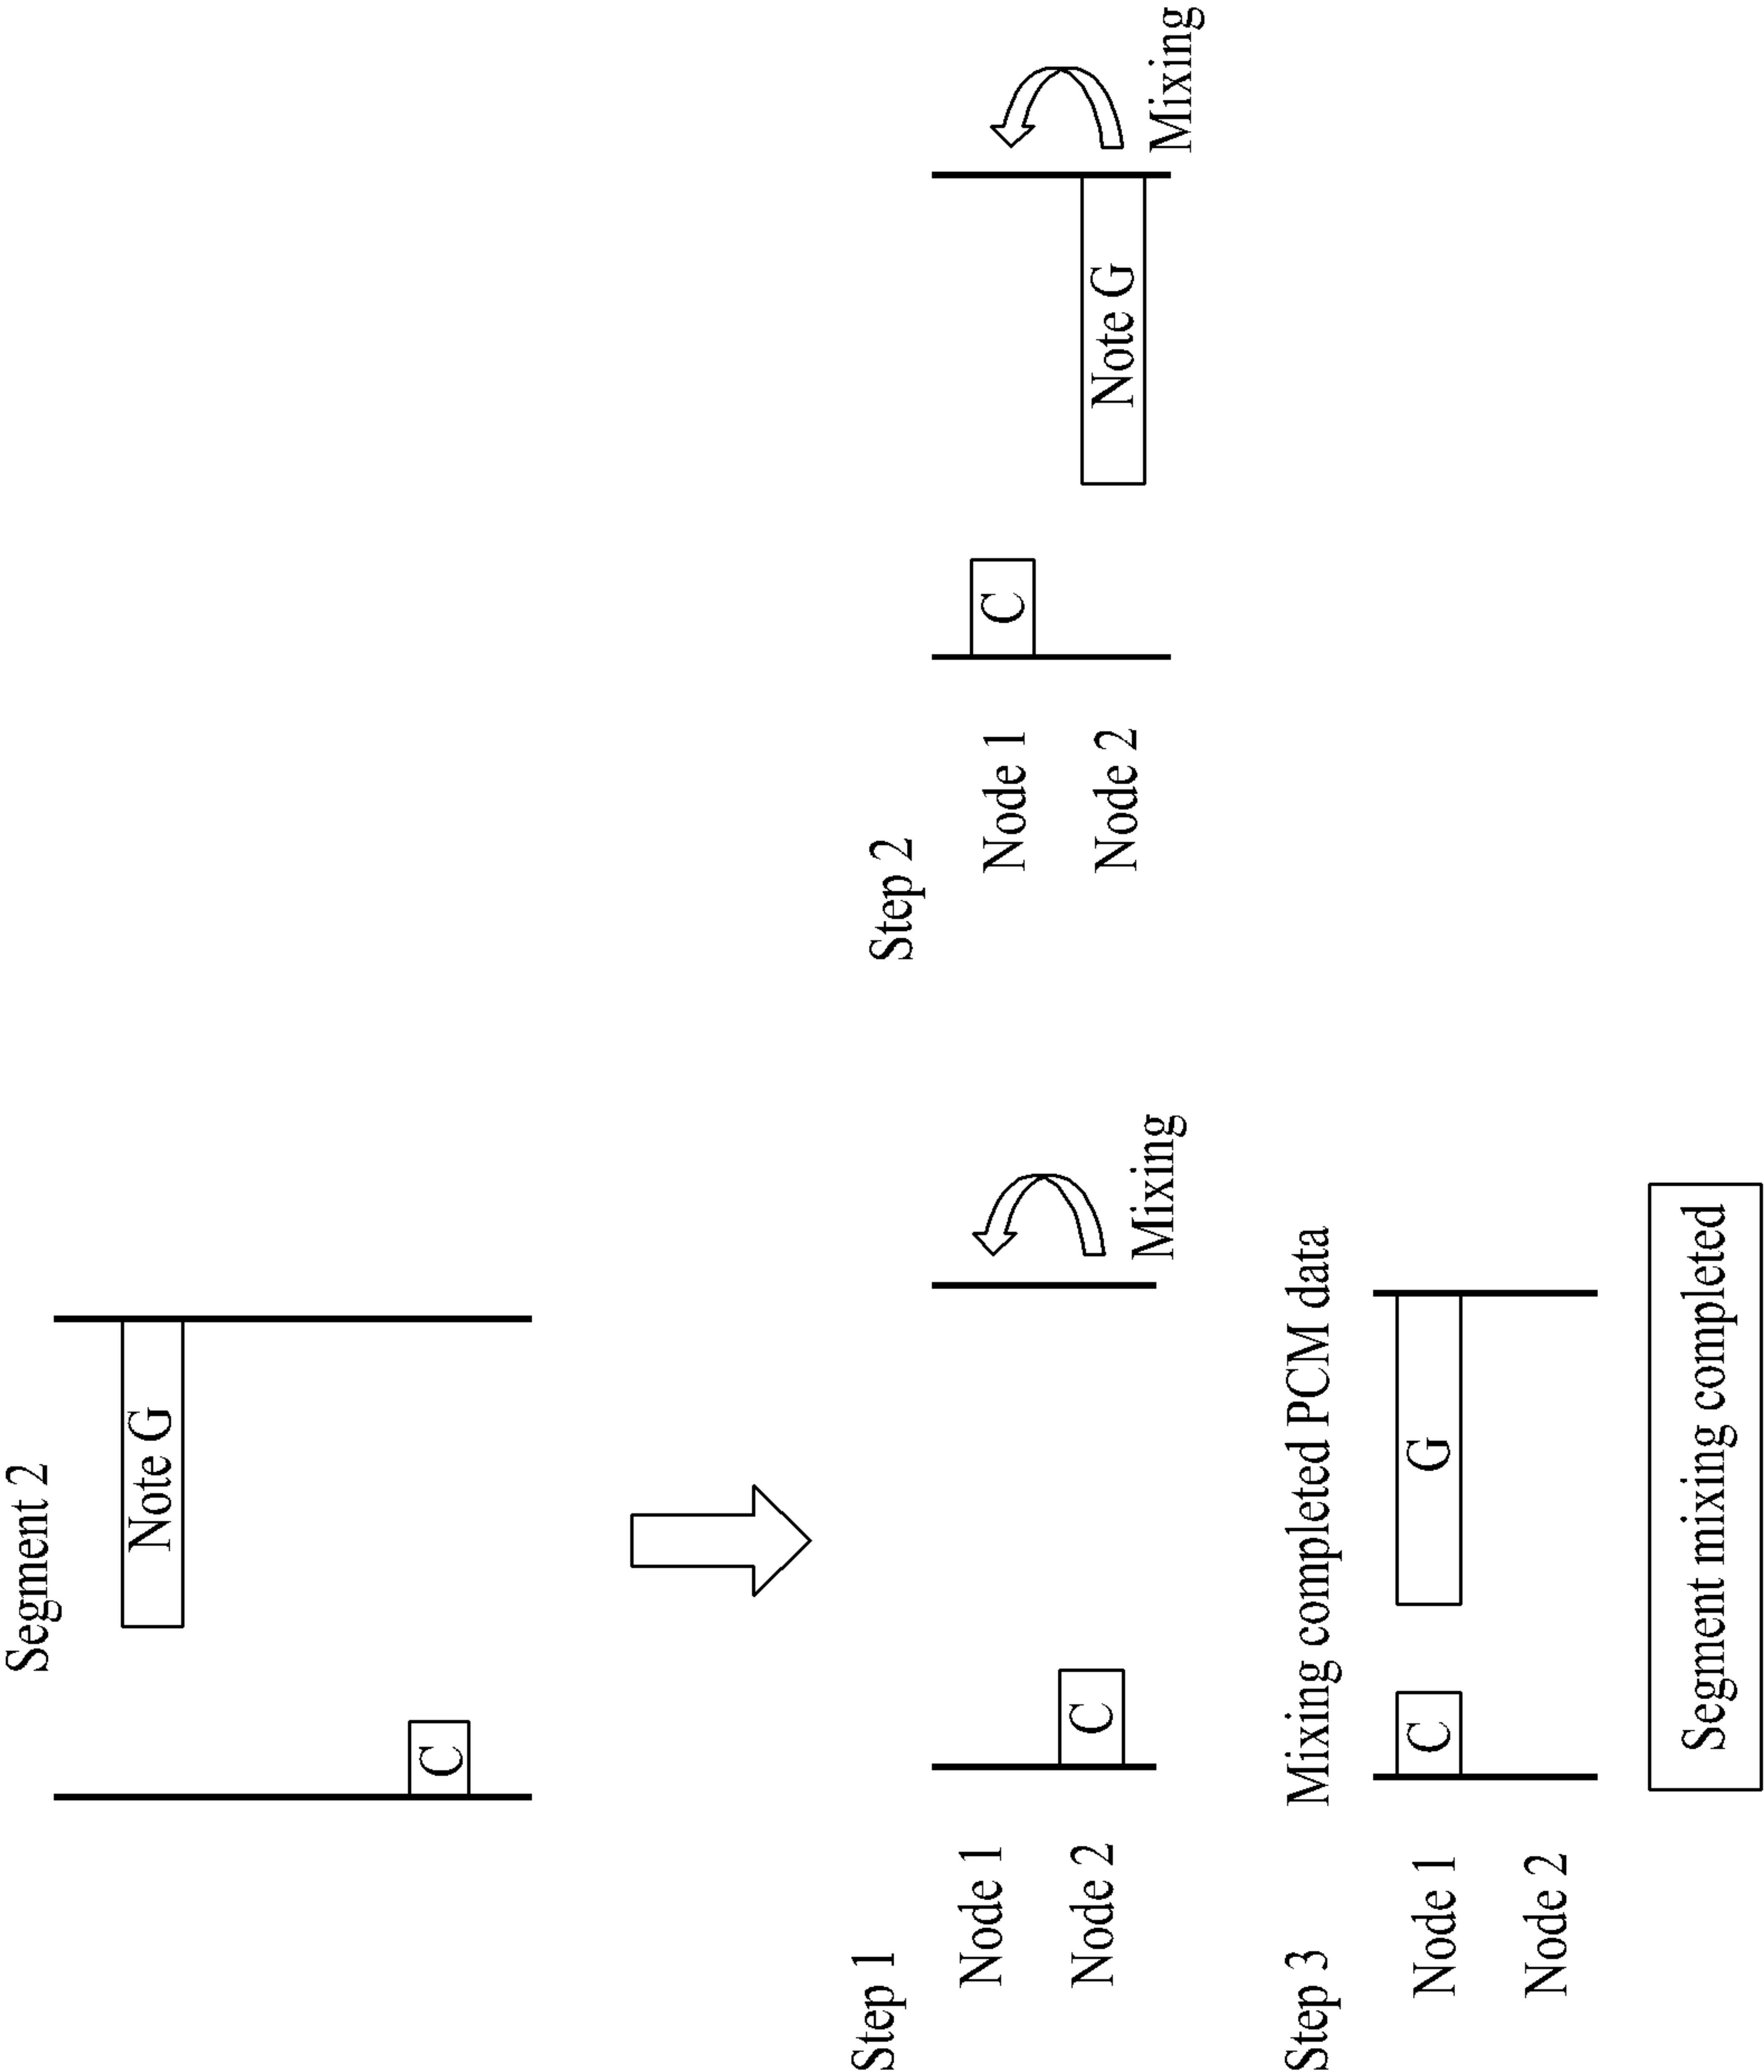 Segment 2
Note G
C
Step 1
Node 1
Node 2
C
Mixing
Step 2
Node 1
C
Node 2
Note G
Mixing
Step 3
Mixing completed PCM data
Node 1
C
G
Node 2
Segment mixing completed